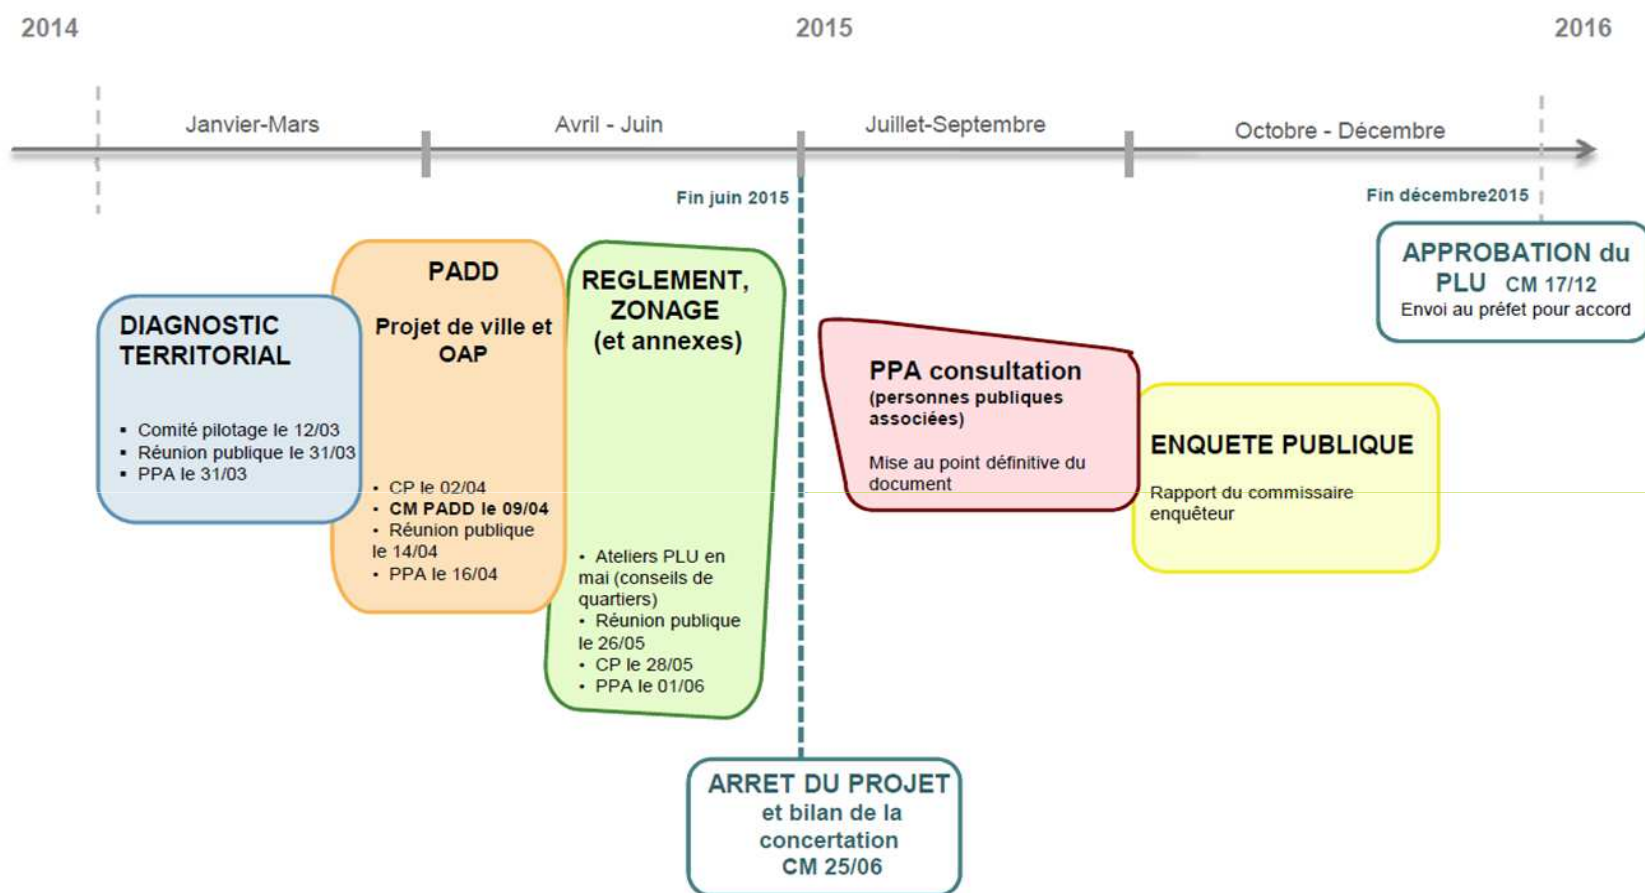 2014
2015
2016
Janvier-Mars
Avril - Juin
Juillet-Septembre
Octobre - Décembre
Fin juin 2015
Fin décembre2015
DIAGNOSTIC
TERRITORIAL
▪ Comité pilotage le 12/03
▪ Réunion publique le 31/03
▪ PPA le 31/03
PADD
Projet de ville et
OAP
• CP le 02/04
• CM PADD le 09/04
• Réunion publique
le 14/04
• PPA le 16/04
REGLEMENT,
ZONAGE
(et annexes)
• Ateliers PLU en
mai (conseils de
quartiers)
• Réunion publique
le 26/05
• CP le 28/05
• PPA le 01/06
ARRET DU PROJET
et bilan de la
concertation
CM 25/06
PPA consultation
(personnes publiques
associées)
Mise au point définitive du
document
ENQUETE PUBLIQUE
Rapport du commissaire
enquêteur
APPROBATION du
PLU CM 17/12
Envoi au préfet pour accord